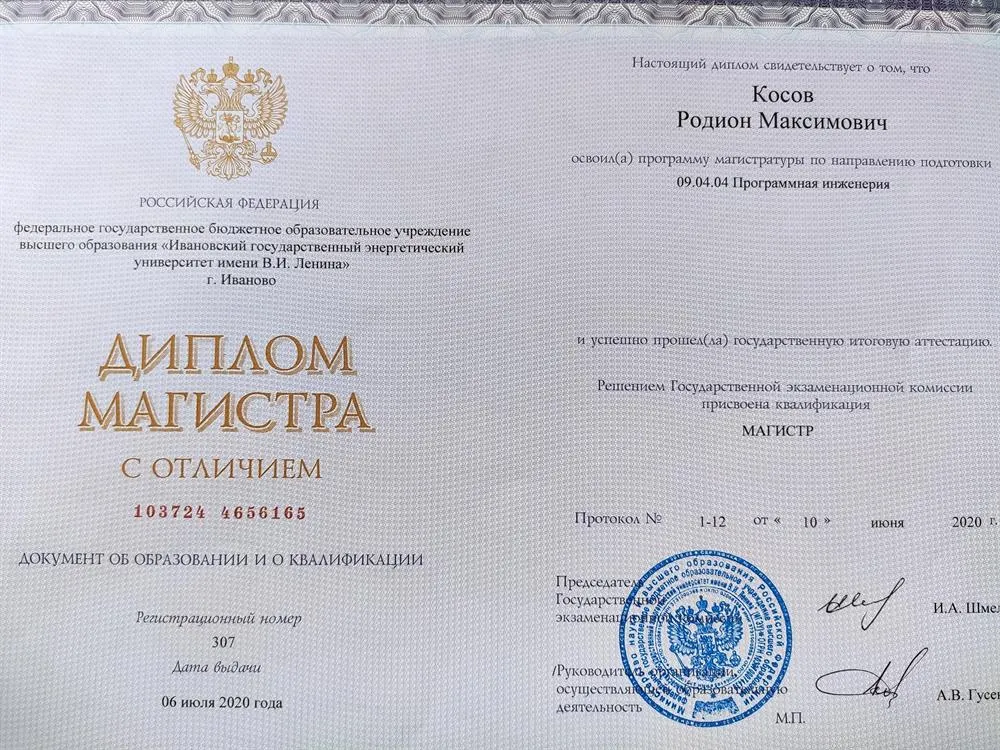 РОССИЙСКАЯ ФЕДЕРАЦИЯ
федеральное государственное бюджетное образовательное учреждение
высшего образования «Ивановский государственный энергетический
университет имени В.И. Ленина»
г. Иваново
ДИПЛОМ
МАГИСТРА
С ОТЛИЧИЕМ
103724 4656165
ДОКУМЕНТ ОБ ОБРАЗОВАНИИ И О КВАЛИФИКАЦИИ
Регистрационный номер
307
Дата выдачи
06 июля 2020 года
Настоящий диплом свидетельствует о том, что
Косов
Родион Максимович
освоил(а) программу магистратуры по направлению подготовки
09.04.04 Программная инженерия
и успешно прошел(ла) государственную итоговую аттестацию.
Решением Государственной экзаменационной комиссии
присвоена квалификация
МАГИСТР
Протокол № 1-12 от « 10 » июня 2020 г.
Председатель
Государственной
экзаменационной комиссии
И.А. Шмел
/Руководитель организации,
осуществляющей образовательную
деятельность
А.В. Гусен
М.П.